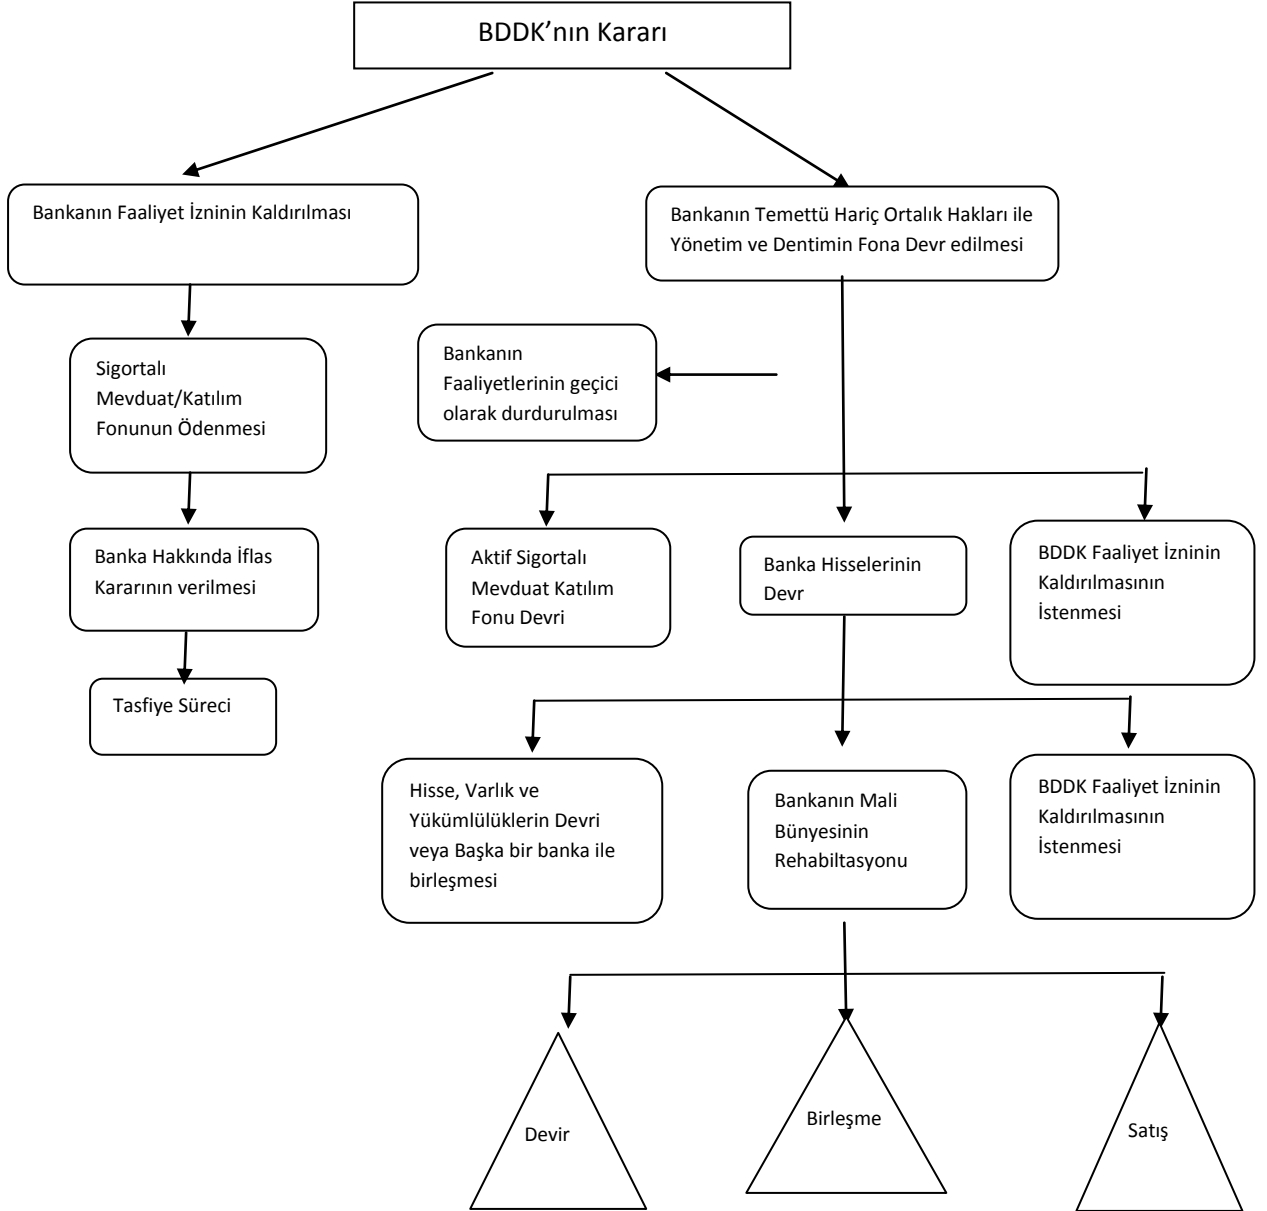 BDDK’nın Kararı
Bankanın Faaliyet İzninin Kaldırılması
Bankanın Temettü Hariç Ortalık Hakları ile
Yönetim ve Dentimin Fona Devr edilmesi
Sigortalı
Mevduat/Katılım
Fonunun Ödenmesi
Bankanın
Faaliyetlerinin geçici
olarak durdurulması
Banka Hakkında İflas
Kararının verilmesi
Aktif Sigortalı
Mevduat Katılım
Fonu Devri
Banka Hisselerinin
Devr
BDDK Faaliyet İzninin
Kaldırılmasının
İstenmesi
Tasfiye Süreci
Hisse, Varlık ve
Yükümlülüklerin Devri
veya Başka bir banka ile
birleşmesi
Bankanın Mali
Bünyesinin
Rehabiltasyonu
BDDK Faaliyet İzninin
Kaldırılmasının
İstenmesi
Devir
Birleşme
Satış